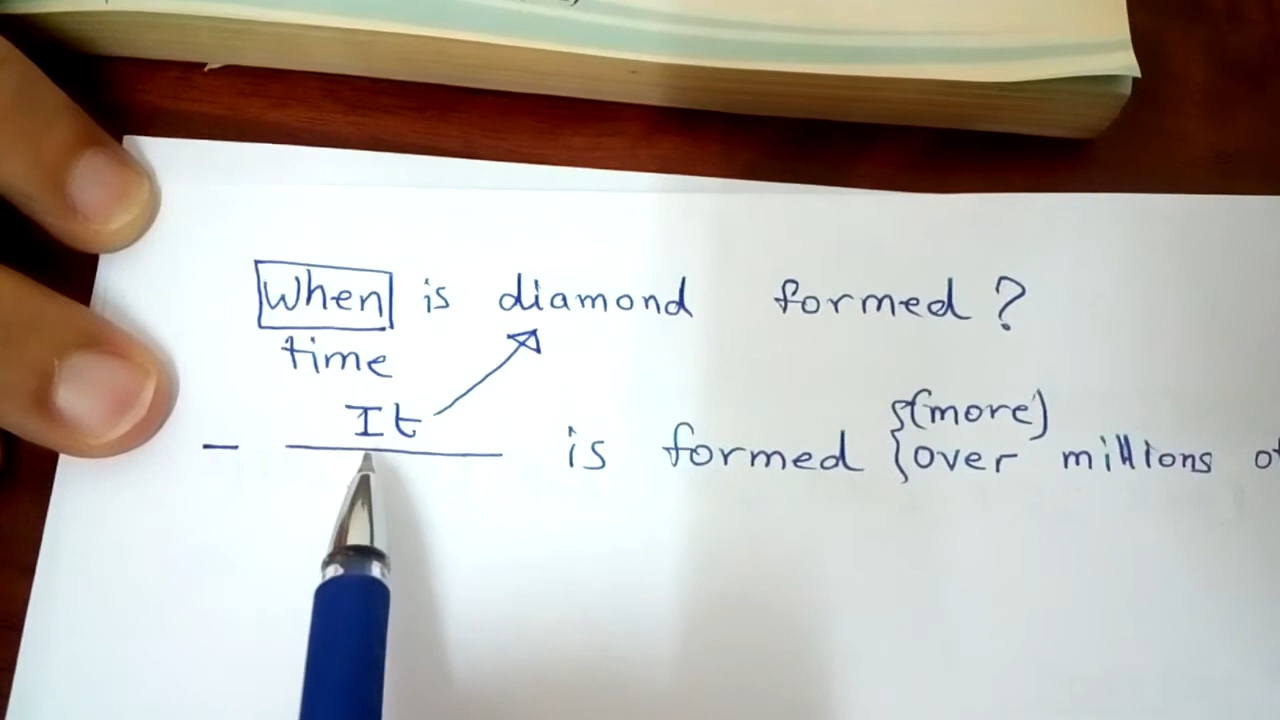 When is diamond formed?
time
It
- is formed {(more)
over millions